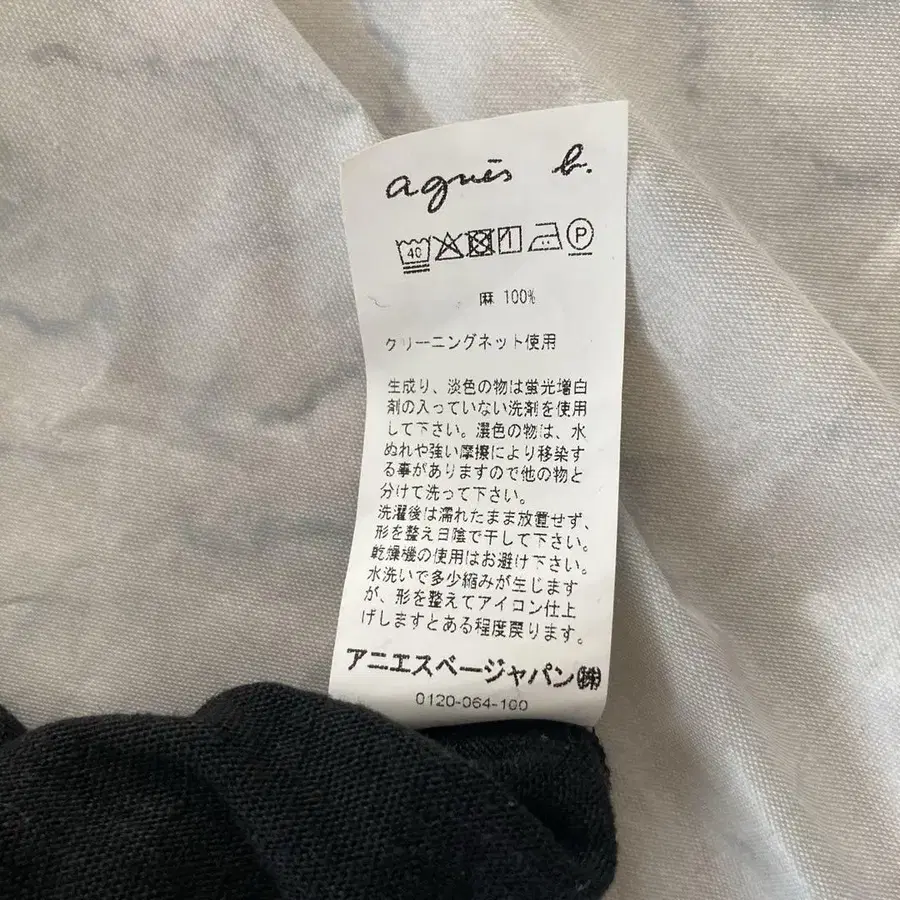 agnès b.
40 P
麻 100%
クリーニングネット使用
生成り、淡色の物は蛍光増白
剤の入っていない洗剤を使用
して下さい。濃色の物は、水
ぬれや強い摩擦により移染す
る事がありますので他の物と
分けて洗って下さい。
洗濯後は濡れたまま放置せず、
形を整え日陰で干して下さい。
乾燥機の使用はお避け下さい。
水洗いで多少縮みが生じます
が、形を整えてアイロン仕上
げしますとある程度戻ります。
アニエスベージャパン㈱
0120-064-100